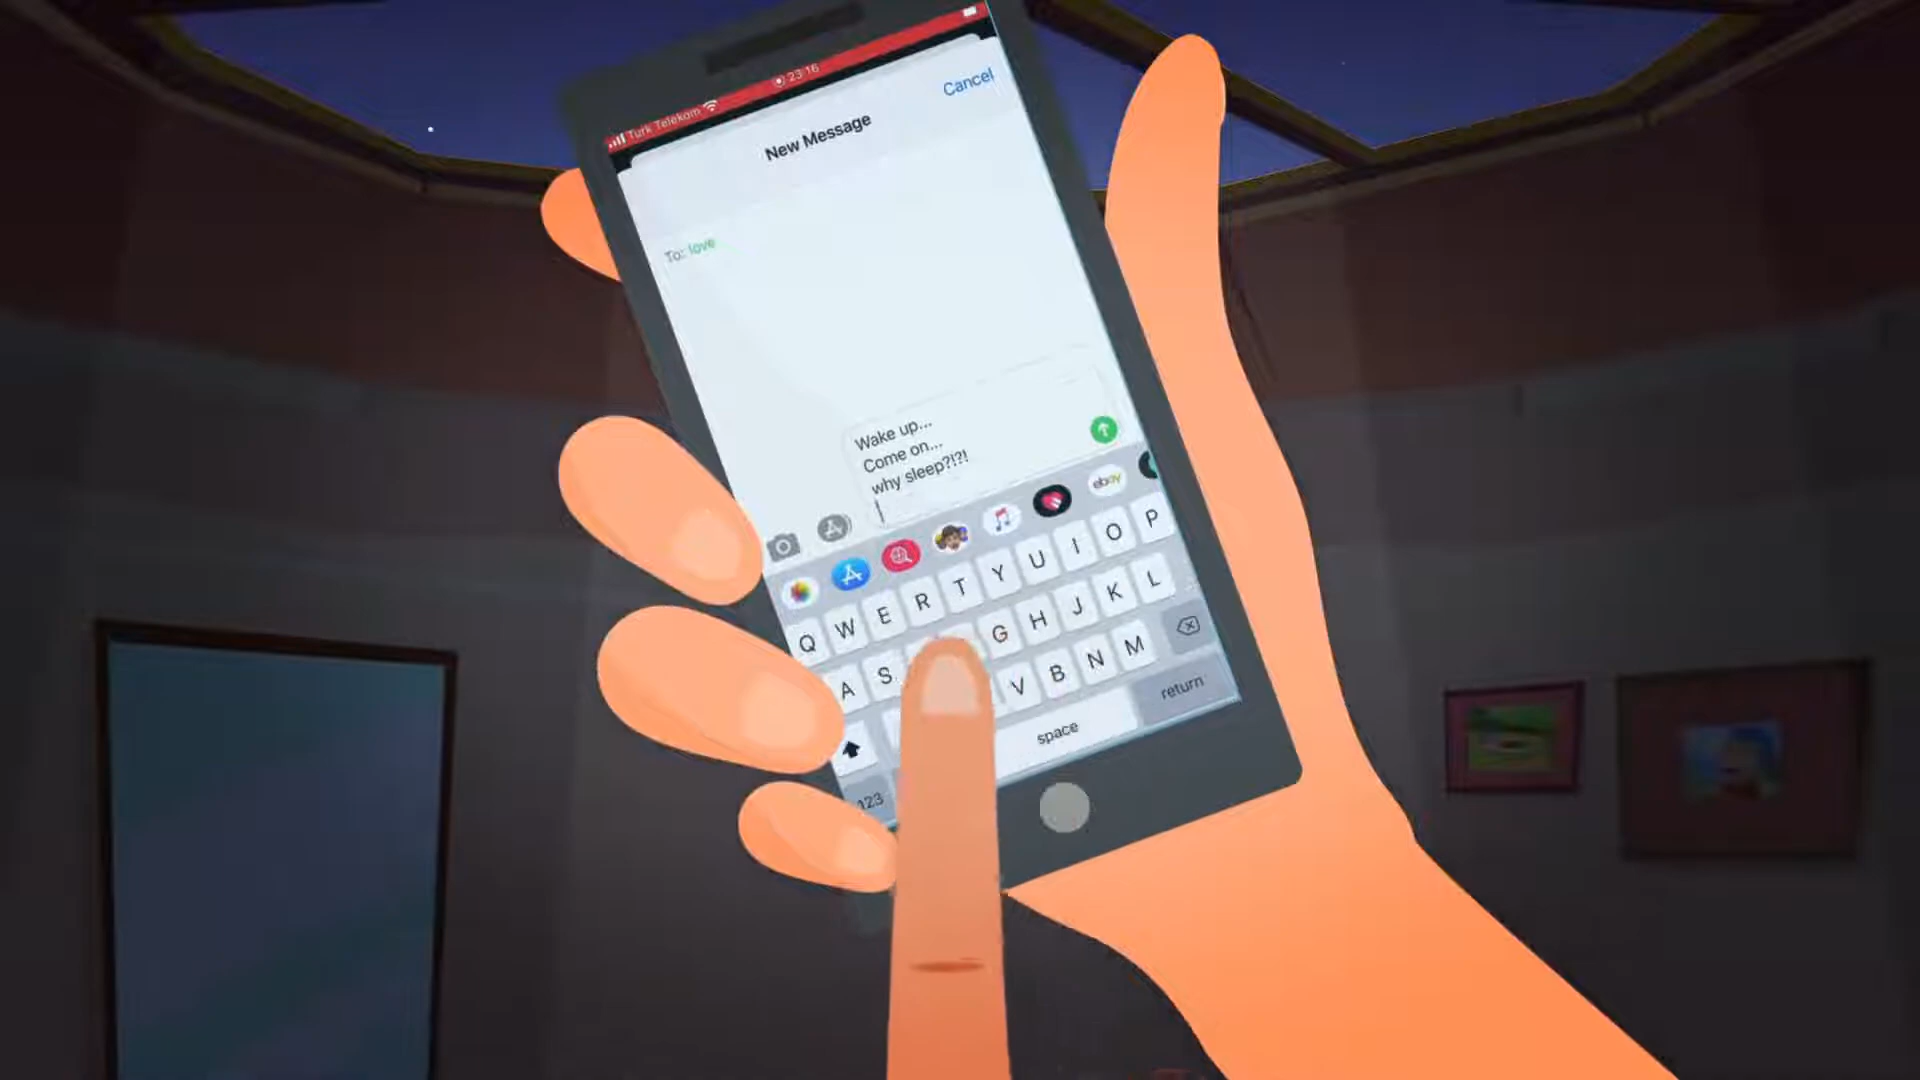 Turk Telekom 23:16
Cancel
New Message
To: love
Wake up...
Come on...
why sleep?!?!
ebay
Q W E R T Y U I O P
A S G H J K L
V B N M
123 space return